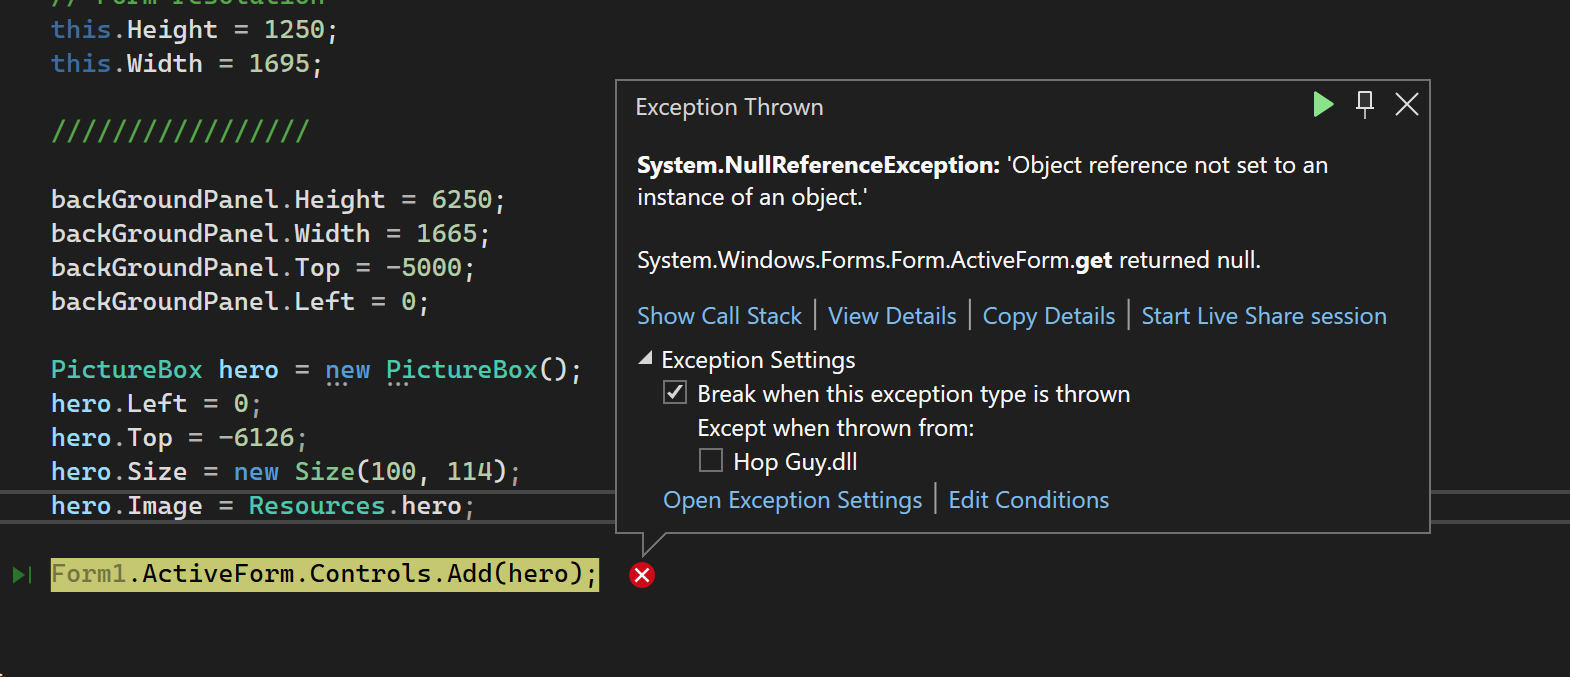 // Form resolution
this.Height = 1250;
this.Width = 1695;
/////////////////
backGroundPanel.Height = 6250;
backGroundPanel.Width = 1665;
backGroundPanel.Top = -5000;
backGroundPanel.Left = 0;
PictureBox hero = new PictureBox();
hero.Left = 0;
hero.Top = -6126;
hero.Size = new Size(100, 114);
hero.Image = Resources.hero;
Form1.ActiveForm.Controls.Add(hero);
Exception Thrown
System.NullReferenceException: 'Object reference not set to an
instance of an object.'
System.Windows.Forms.Form.ActiveForm.get returned null.
Show Call Stack | View Details | Copy Details | Start Live Share session
Exception Settings
Break when this exception type is thrown
Except when thrown from:
Hop Guy.dll
Open Exception Settings | Edit Conditions